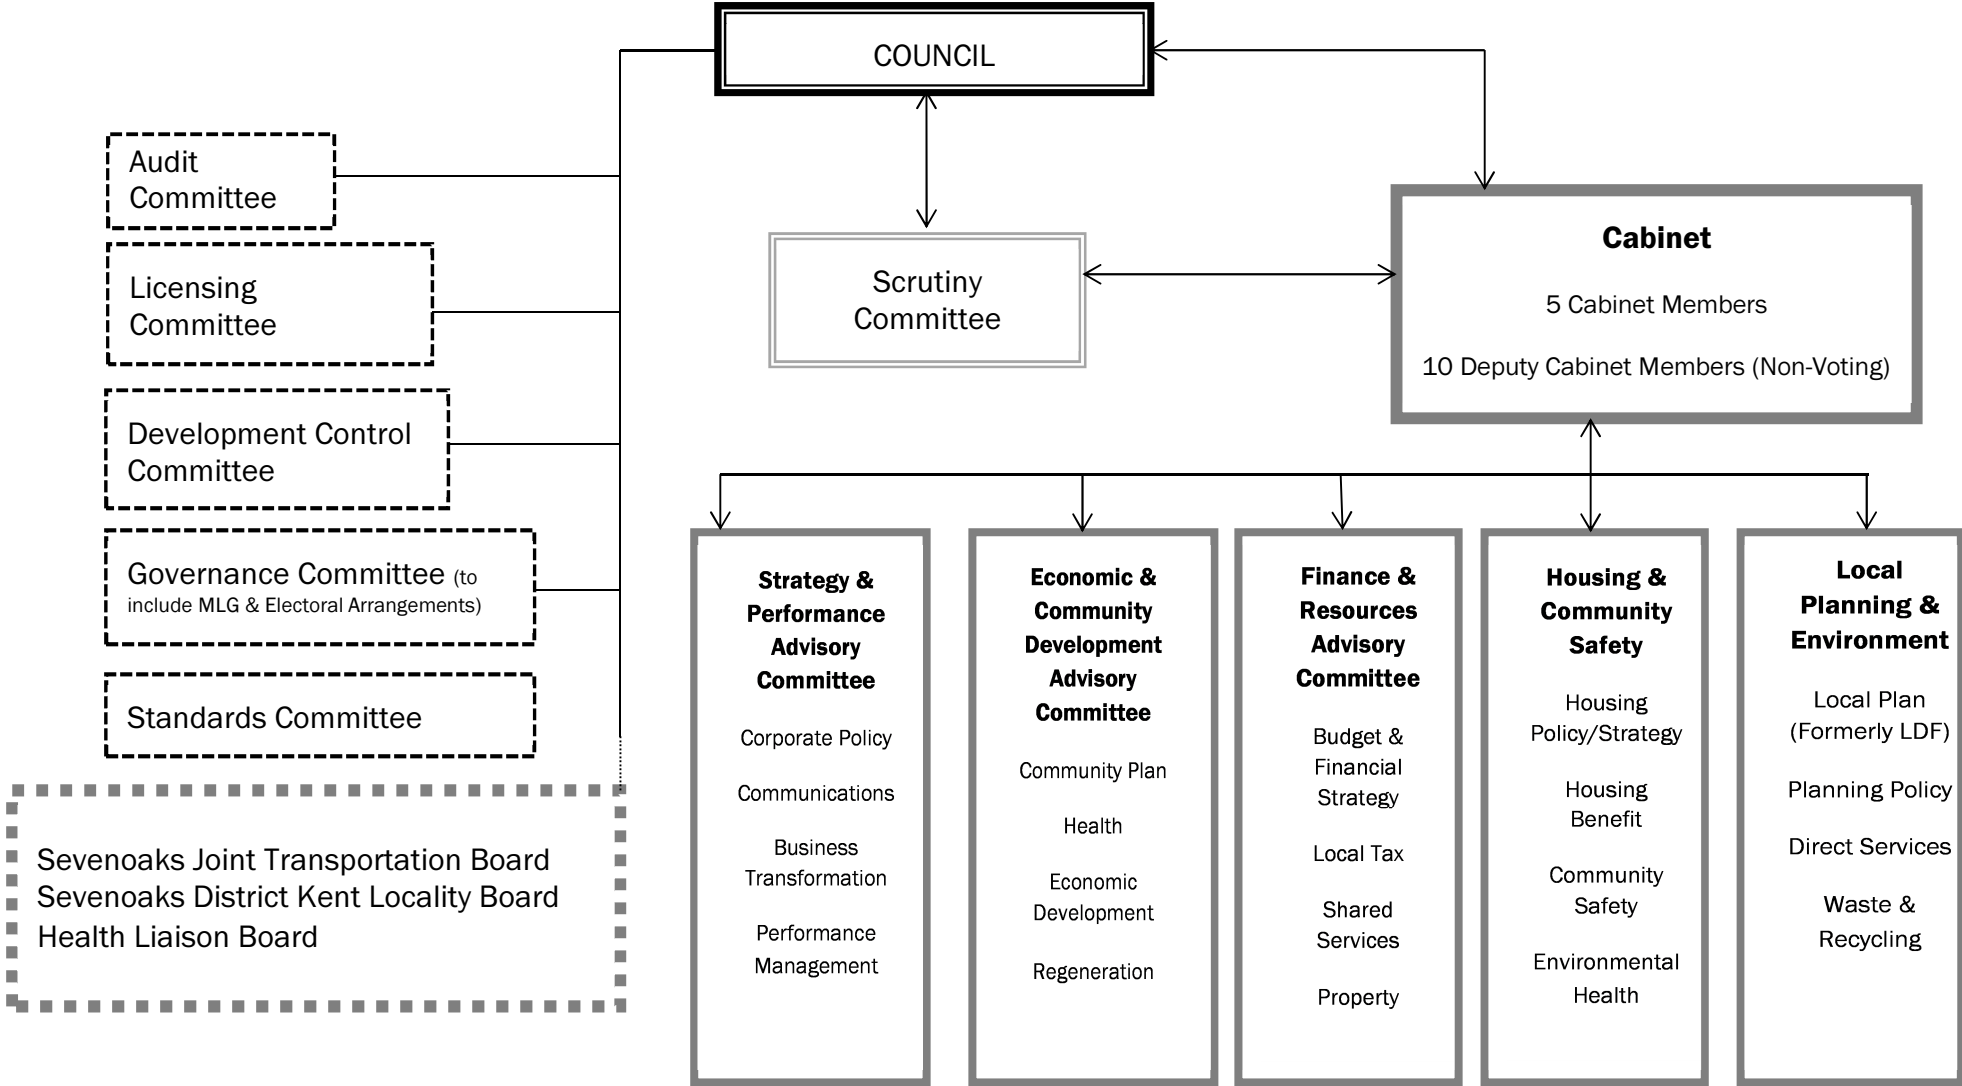 COUNCIL
Audit
Committee
Licensing
Committee
Development Control
Committee
Governance Committee (to
include MLG & Electoral Arrangements)
Standards Committee
Sevenoaks Joint Transportation Board
Sevenoaks District Kent Locality Board
Health Liaison Board
Scrutiny
Committee
Cabinet
5 Cabinet Members
10 Deputy Cabinet Members (Non-Voting)
Strategy &
Performance
Advisory
Committee
Corporate Policy
Communications
Business
Transformation
Performance
Management
Economic &
Community
Development
Advisory
Committee
Community Plan
Health
Economic
Development
Regeneration
Finance &
Resources
Advisory
Committee
Budget &
Financial
Strategy
Local Tax
Shared
Services
Property
Housing &
Community
Safety
Housing
Policy/Strategy
Housing
Benefit
Community
Safety
Environmental
Health
Local
Planning &
Environment
Local Plan
(Formerly LDF)
Planning Policy
Direct Services
Waste &
Recycling